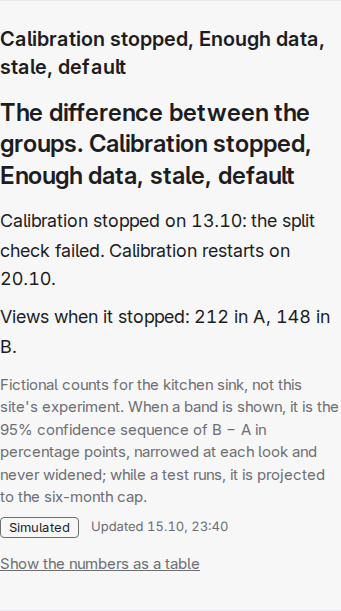 Calibration stopped, Enough data,
stale, default
The difference between the
groups. Calibration stopped,
Enough data, stale, default
Calibration stopped on 13.10: the split
check failed. Calibration restarts on
20.10.
Views when it stopped: 212 in A, 148 in
B.
Fictional counts for the kitchen sink, not this
site's experiment. When a band is shown, it is the
95% confidence sequence of B − A in
percentage points, narrowed at each look and
never widened; while a test runs, it is projected
to the six-month cap.
Simulated Updated 15.10, 23:40
Show the numbers as a table